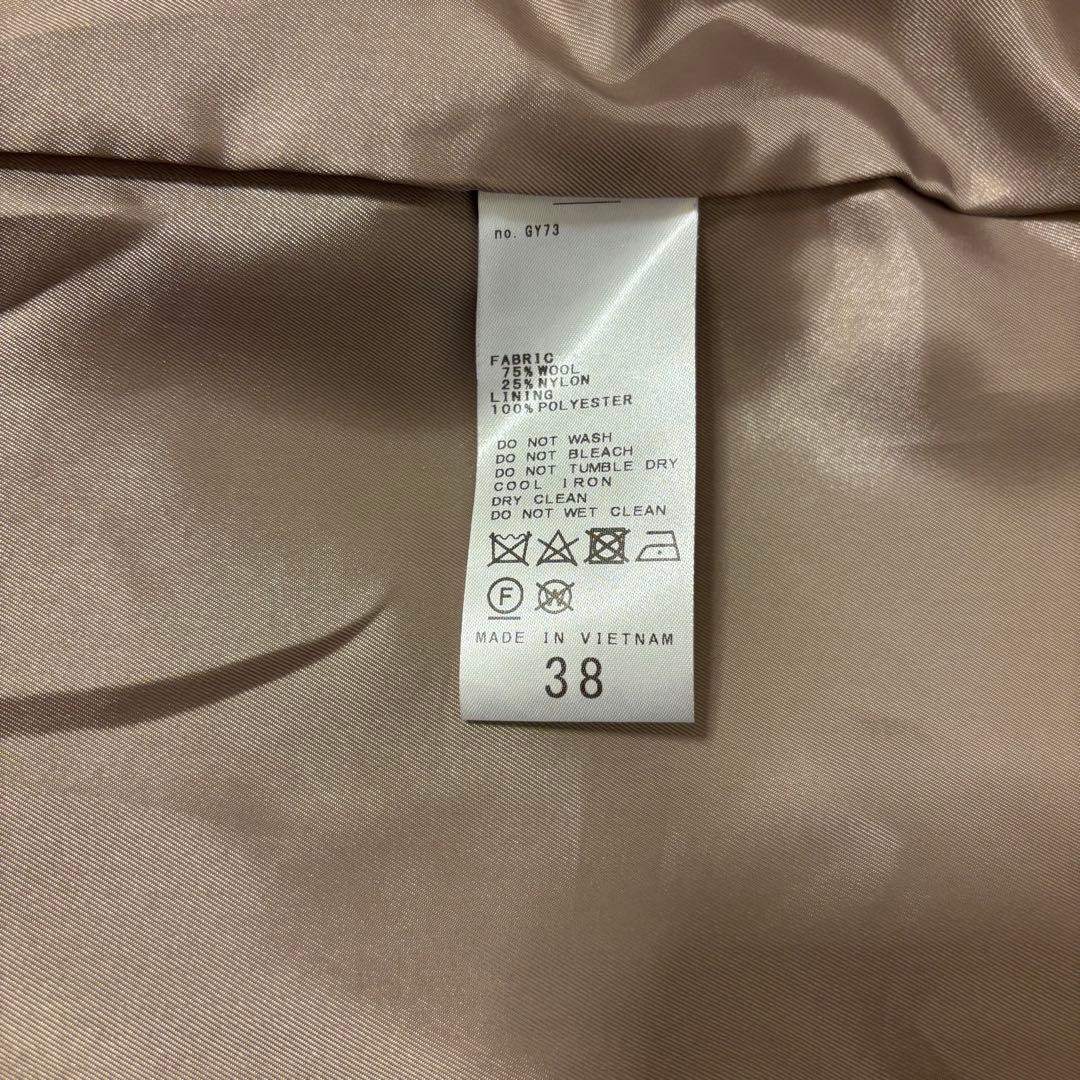 no. GY73
FABRIC
75% WOOL
25% NYLON
LINING
100% POLYESTER
DO NOT WASH
DO NOT BLEACH
DO NOT TUMBLE DRY
COOL IRON
DRY CLEAN
DO NOT WET CLEAN
F W
MADE IN VIETNAM
38